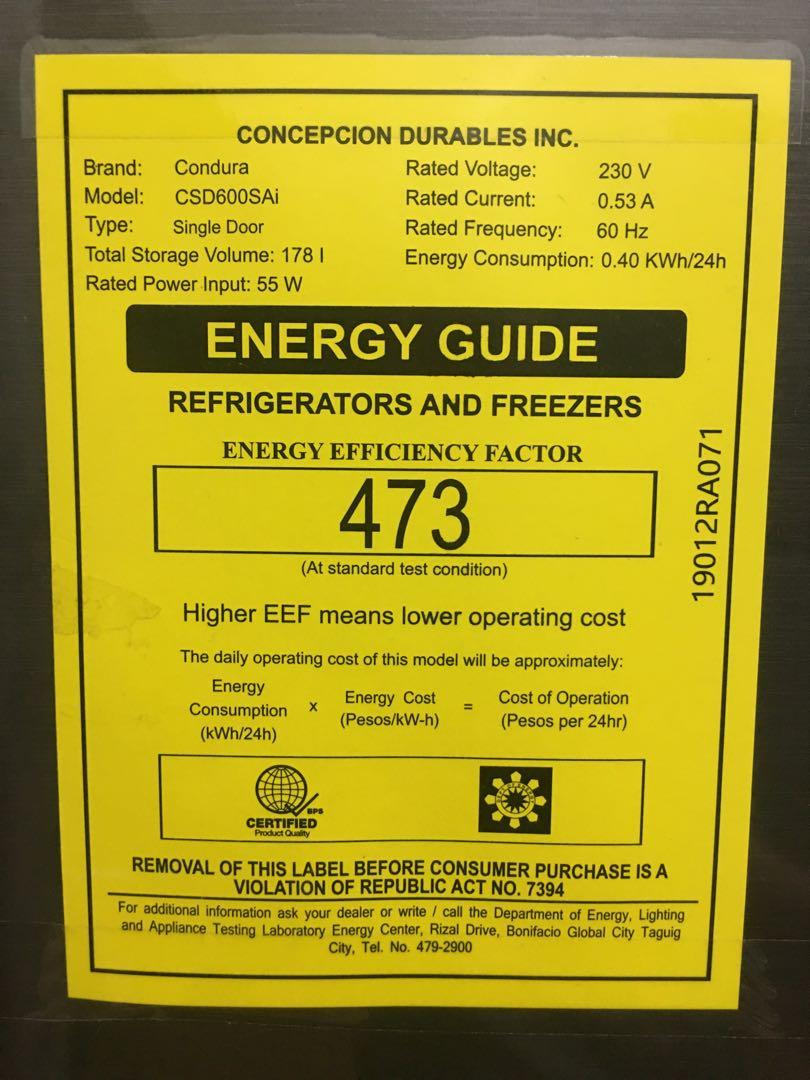 CONCEPCION DURABLES INC.
Brand: Condura
Model: CSD600SAi
Type: Single Door
Total Storage Volume: 178 l
Rated Power Input: 55 W
Rated Voltage: 230 V
Rated Current: 0.53 A
Rated Frequency: 60 Hz
Energy Consumption: 0.40 KWh/24h
ENERGY GUIDE
REFRIGERATORS AND FREEZERS
ENERGY EFFICIENCY FACTOR
473
(At standard test condition)
19012RA071
Higher EEF means lower operating cost
The daily operating cost of this model will be approximately:
Energy Consumption (kWh/24h) x Energy Cost (Pesos/kW-h) = Cost of Operation (Pesos per 24hr)
BPS
CERTIFIED
Product Quality
REMOVAL OF THIS LABEL BEFORE CONSUMER PURCHASE IS A
VIOLATION OF REPUBLIC ACT NO. 7394
For additional information ask your dealer or write / call the Department of Energy, Lighting
and Appliance Testing Laboratory Energy Center, Rizal Drive, Bonifacio Global City Taguig
City, Tel. No. 479-2900